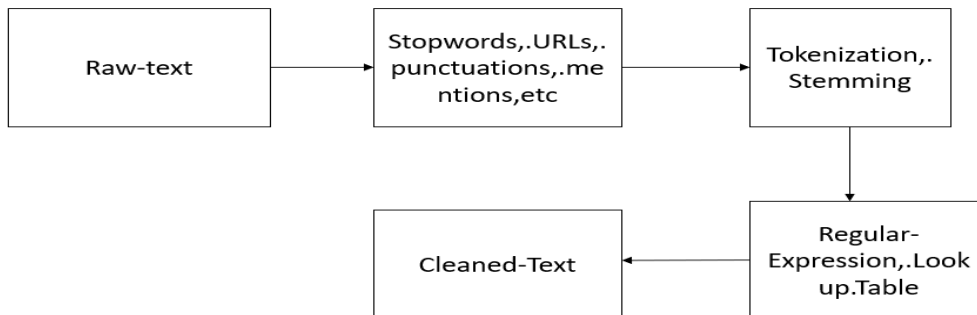 Raw-text
Stopwords,.URLs,.
punctuations,.me
ntions,etc
Tokenization,.
Stemming
Regular-
Expression,.Look
up.Table
Cleaned-Text